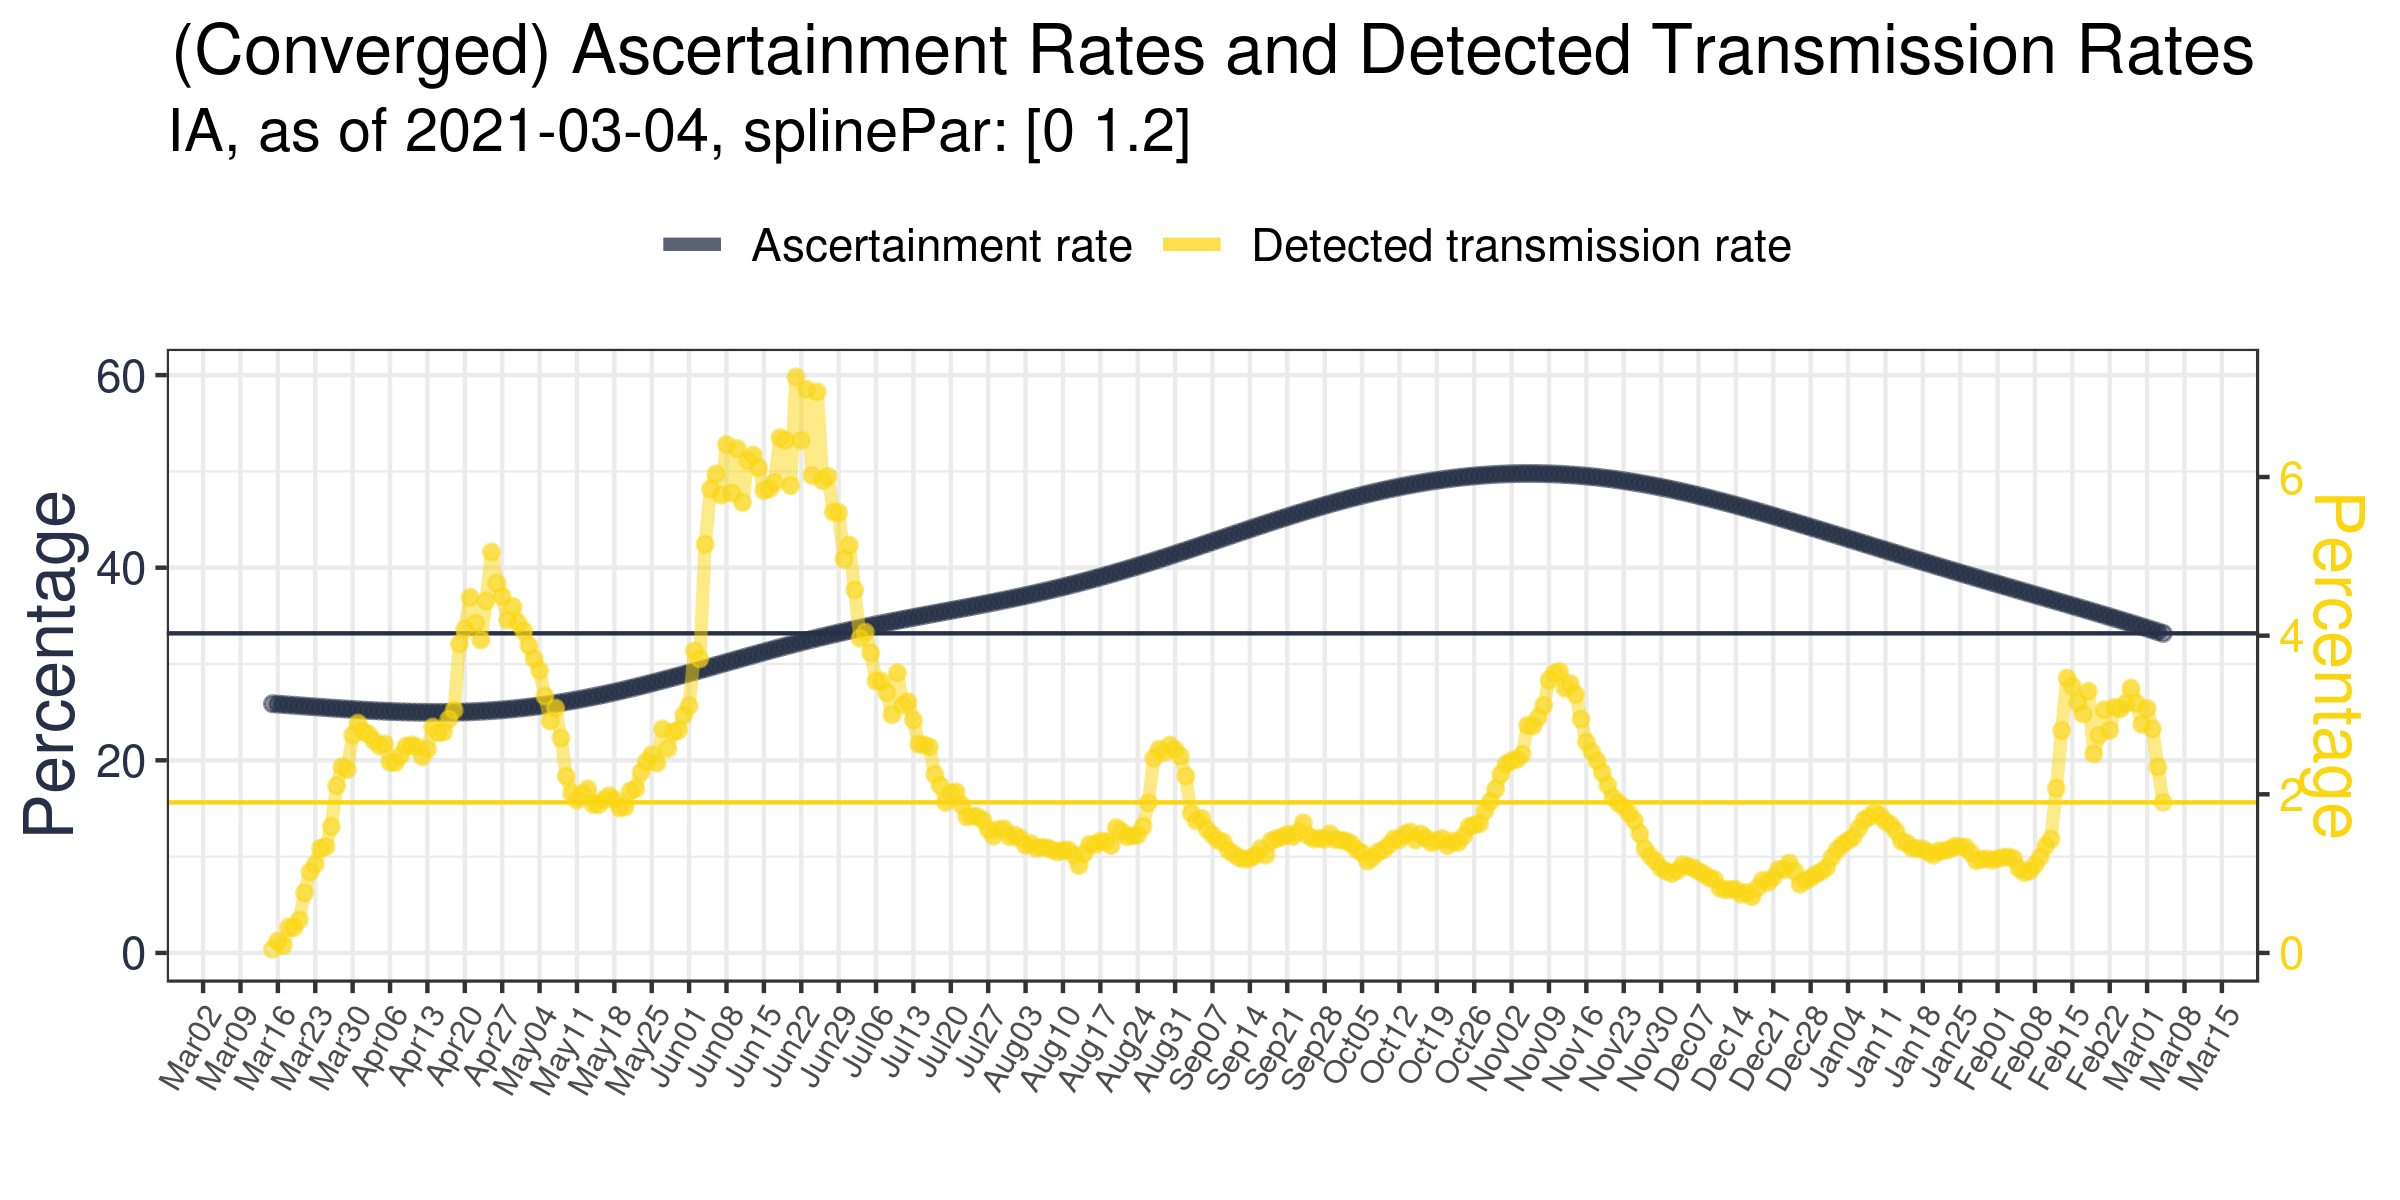 (Converged) Ascertainment Rates and Detected Transmission Rates
IA, as of 2021-03-04, splinePar: [0 1.2]
Ascertainment rate
Detected transmission rate
60
40
20
0
Percentage
6
4
2
0
Percentage
Mar02
Mar09
Mar16
Mar23
Mar30
Apr06
Apr13
Apr20
Apr27
May04
May11
May18
May25
Jun01
Jun08
Jun15
Jun22
Jun29
Jul06
Jul13
Jul20
Jul27
Aug03
Aug10
Aug17
Aug24
Aug31
Sep07
Sep14
Sep21
Sep28
Oct05
Oct12
Oct19
Oct26
Nov02
Nov09
Nov16
Nov23
Nov30
Dec07
Dec14
Dec21
Dec28
Jan04
Jan11
Jan18
Jan25
Feb01
Feb08
Feb15
Feb22
Mar01
Mar08
Mar15